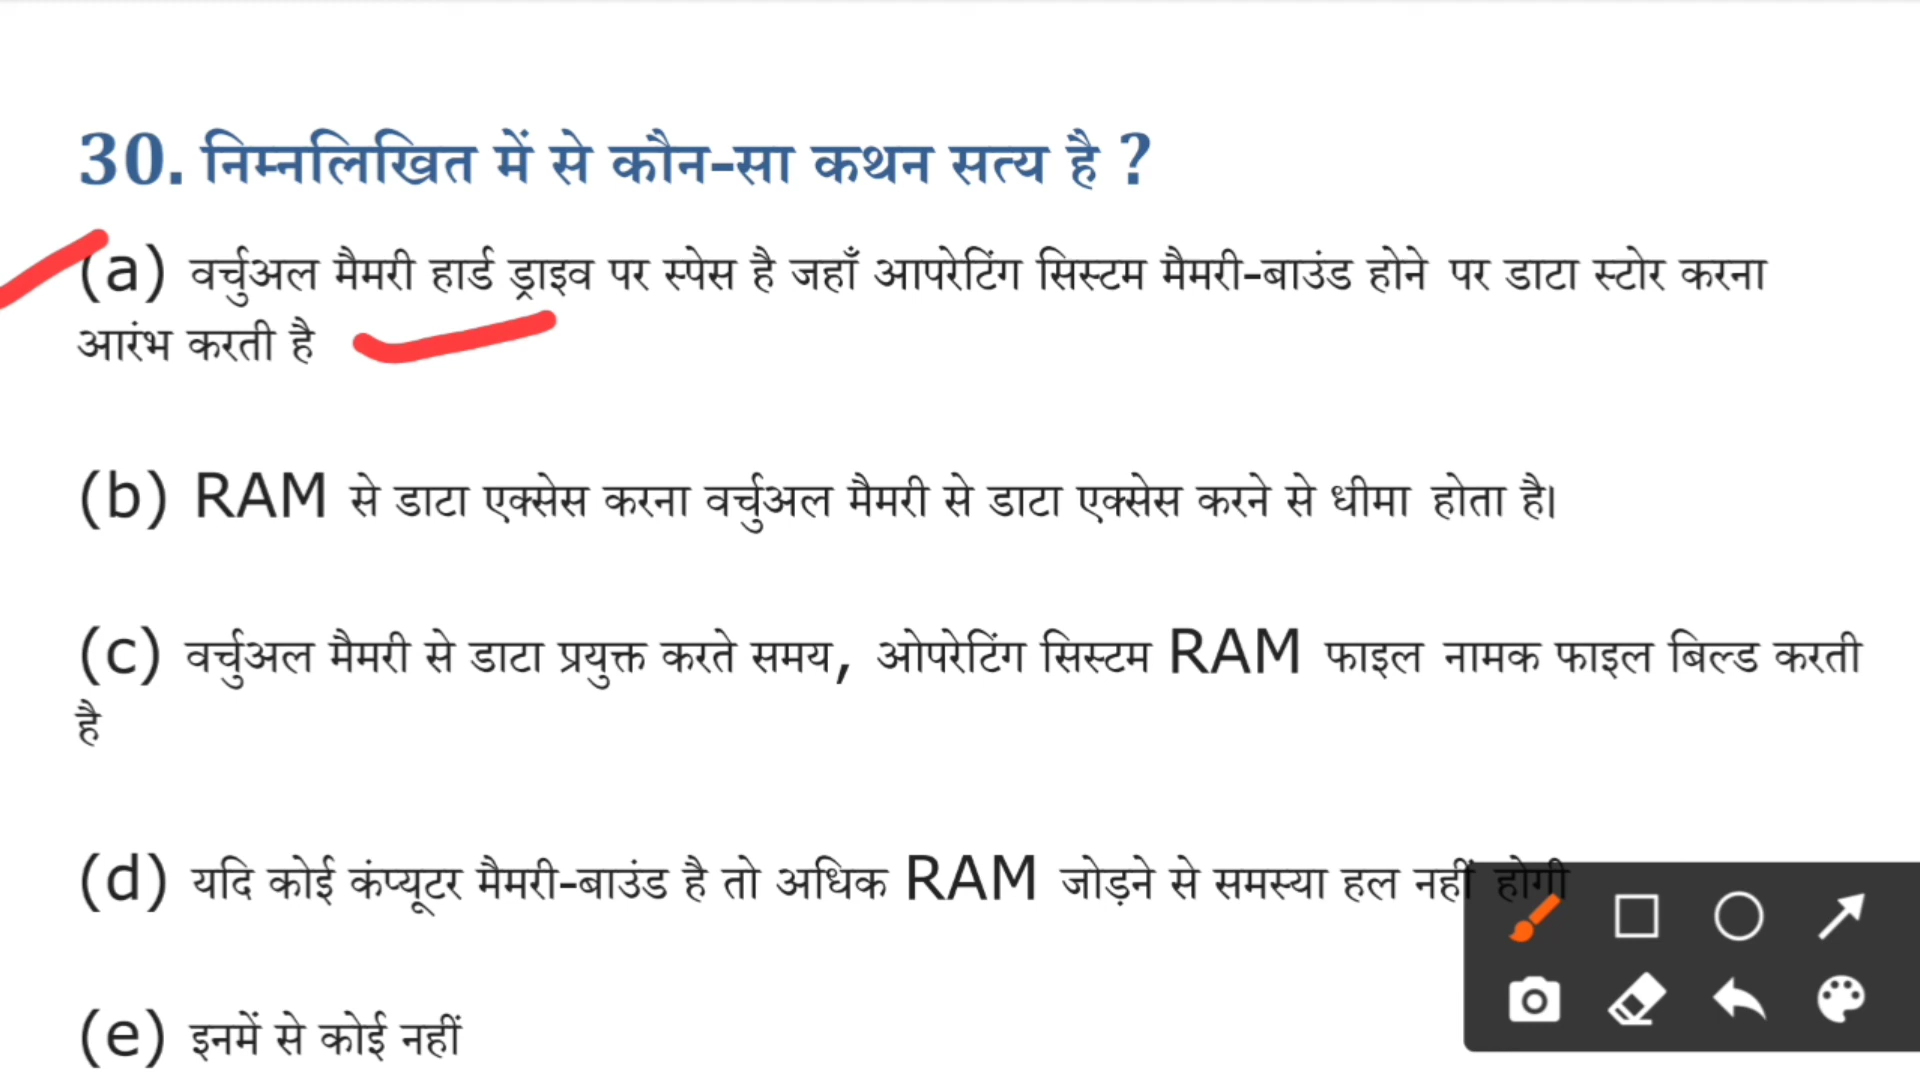 30. निम्नलिखित में से कौन-सा कथन सत्य है ?
(a) वर्चुअल मैमरी हार्ड ड्राइव पर स्पेस है जहाँ आपरेटिंग सिस्टम मैमरी-बाउंड होने पर डाटा स्टोर करना
आरंभ करती है
(b) RAM से डाटा एक्सेस करना वर्चुअल मैमरी से डाटा एक्सेस करने से धीमा होता है।
(c) वर्चुअल मैमरी से डाटा प्रयुक्त करते समय, ओपरेटिंग सिस्टम RAM फाइल नामक फाइल बिल्ड करती
है
(d) यदि कोई कंप्यूटर मैमरी-बाउंड है तो अधिक RAM जोड़ने से समस्या हल नहीं होगी
(e) इनमें से कोई नहीं